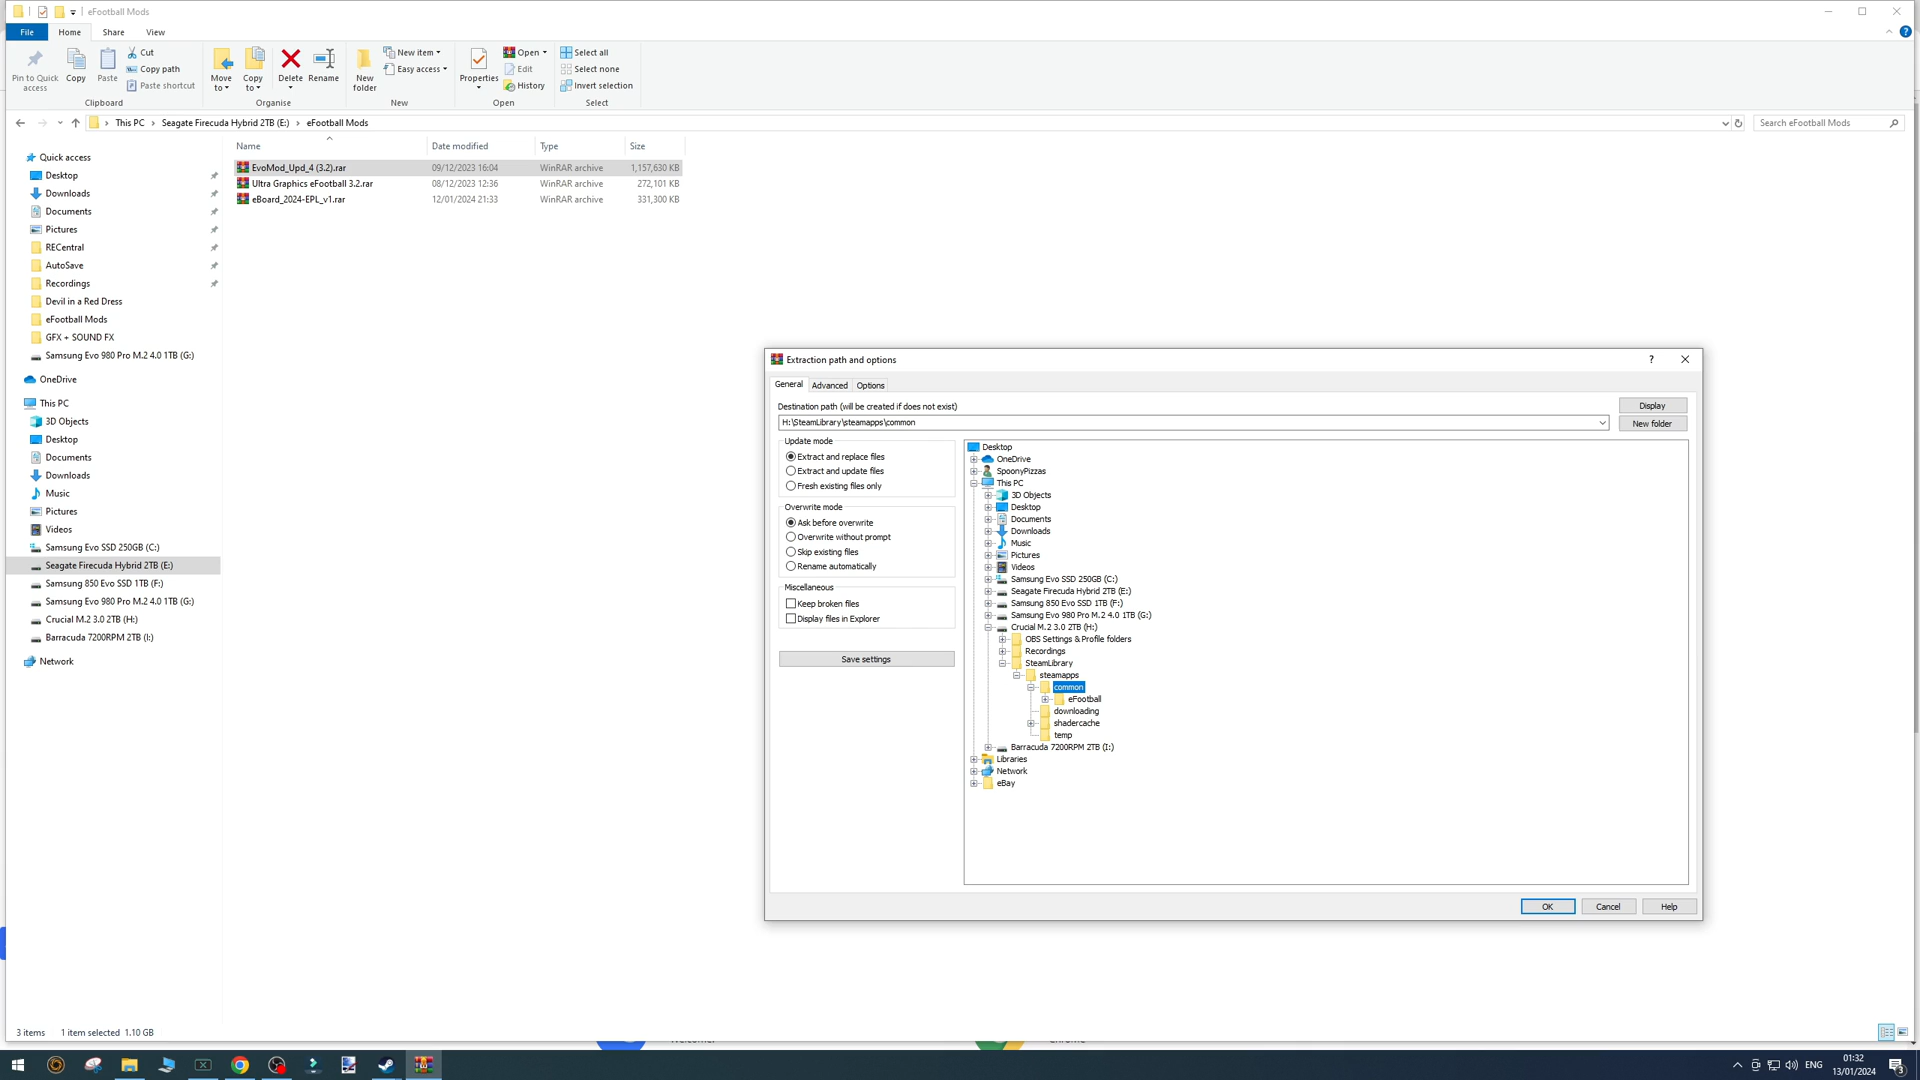 eFootball Mods
File
Home
Share
View
Pin to Quick access
Copy
Paste
Cut
Copy path
Paste shortcut
Clipboard
Move to
Copy to
Delete
Rename
Organise
New folder
New item
Easy access
New
Properties
Open
Edit
History
Open
Select all
Select none
Invert selection
Select
This PC > Seagate Firecuda Hybrid 2TB (E:) > eFootball Mods
Search eFootball Mods
Name Date modified Type Size
EvoMod_Upd_4 (3.2).rar 09/12/2023 16:04 WinRAR archive 1,157,630 KB
Ultra Graphics eFootball 3.2.rar 08/12/2023 12:36 WinRAR archive 272,101 KB
eBoard_2024-EPL_v1.rar 12/01/2024 21:33 WinRAR archive 331,300 KB
Quick access
Desktop
Downloads
Documents
Pictures
RECentral
AutoSave
Recordings
Devil in a Red Dress
eFootball Mods
GFX + SOUND FX
Samsung Evo 980 Pro M.2 4.0 1TB (G:)
OneDrive
This PC
3D Objects
Desktop
Documents
Downloads
Music
Pictures
Videos
Samsung Evo SSD 250GB (C:)
Seagate Firecuda Hybrid 2TB (E:)
Samsung 850 Evo SSD 1TB (F:)
Samsung Evo 980 Pro M.2 4.0 1TB (G:)
Crucial M.2 3.0 2TB (H:)
Barracuda 7200RPM 2TB (I:)
Network
Extraction path and options
General
Advanced
Options
Destination path (will be created if does not exist)
H:\SteamLibrary\steamapps\common
Display
New folder
Update mode
Extract and replace files
Extract and update files
Fresh existing files only
Overwrite mode
Ask before overwrite
Overwrite without prompt
Skip existing files
Rename automatically
Miscellaneous
Keep broken files
Display files in Explorer
Save settings
Desktop
OneDrive
SpoonyPizzas
This PC
3D Objects
Desktop
Documents
Downloads
Music
Pictures
Videos
Samsung Evo SSD 250GB (C:)
Seagate Firecuda Hybrid 2TB (E:)
Samsung 850 Evo SSD 1TB (F:)
Samsung Evo 980 Pro M.2 4.0 1TB (G:)
Crucial M.2 3.0 2TB (H:)
OBS Settings & Profile folders
Recordings
SteamLibrary
steamapps
common
eFootball
downloading
shadercache
temp
Barracuda 7200RPM 2TB (I:)
Libraries
Network
eBay
OK
Cancel
Help
3 items 1 item selected 1.10 GB
ENG
01:32
13/01/2024
3